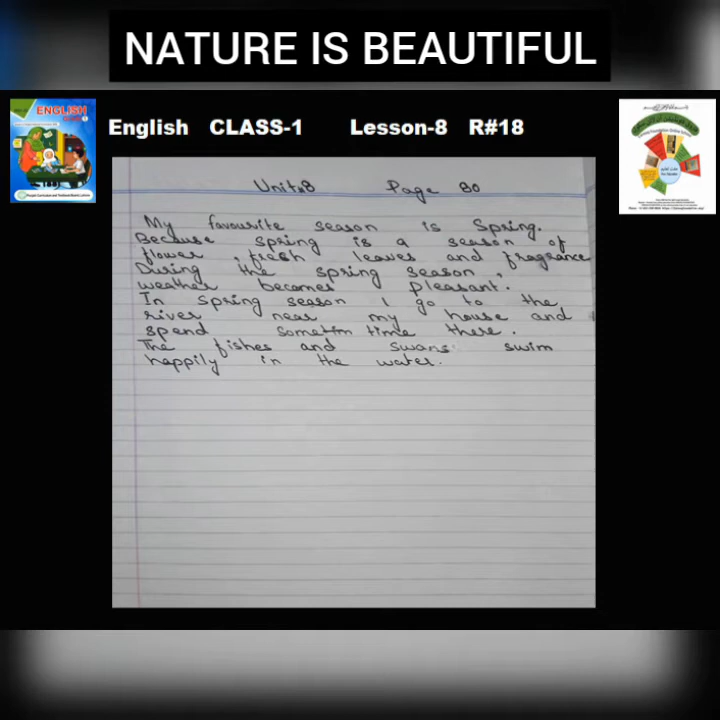 NATURE IS BEAUTIFUL
ENGLISH
English CLASS-1 Lesson-8 R#18
Unit 8 Page 80
My favourite season is Spring.
Because spring is a season of
flower, fresh leaves and fragrance
During the spring season,
weather becomes pleasant.
In spring season I go to the
river near my house and
spend sometim time there.
The fishes and swans swim
happily in the water.